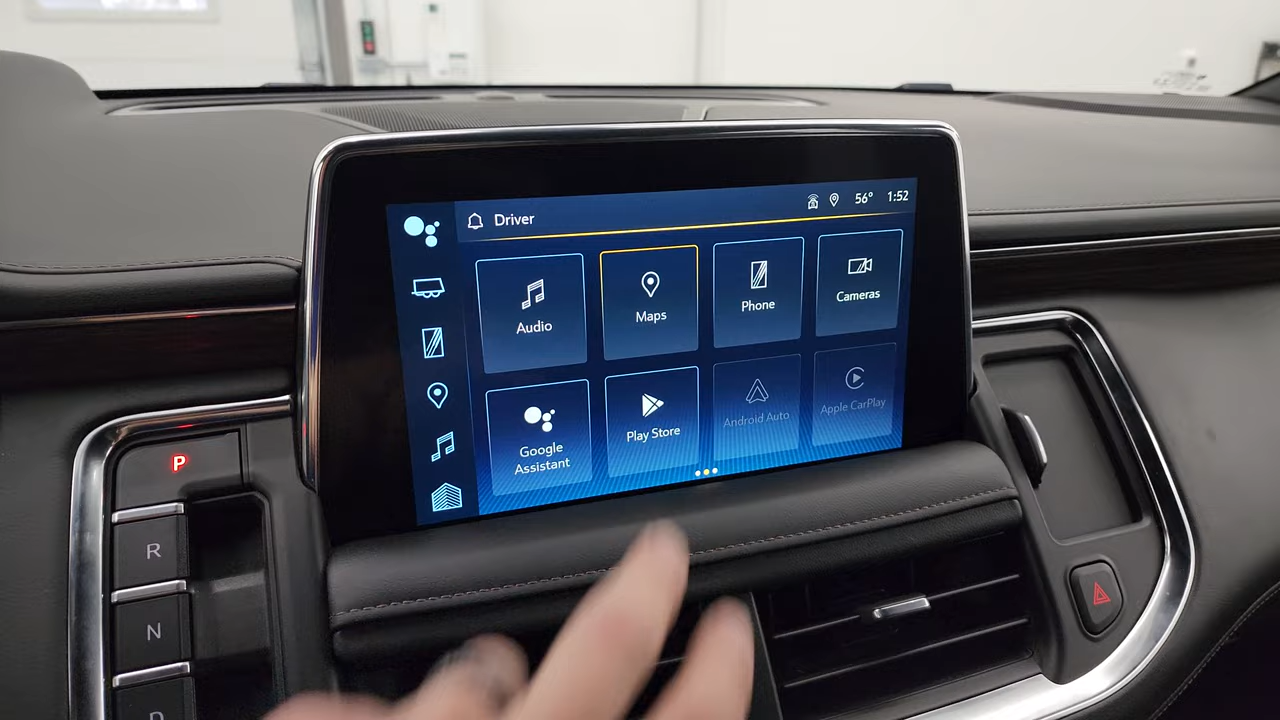 Driver
56° 1:52
Audio
Maps
Phone
Cameras
Google
Assistant
Play Store
Android Auto
Apple CarPlay
P
R
N
D